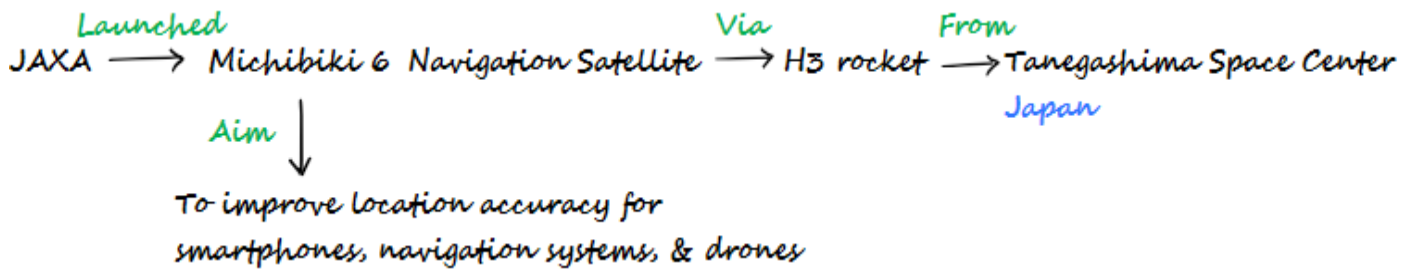 Launched Via From
JAXA → Michibiki 6 Navigation Satellite → H3 rocket → Tanegashima Space Center
Japan
Aim
To improve location accuracy for
smartphones, navigation systems, & drones